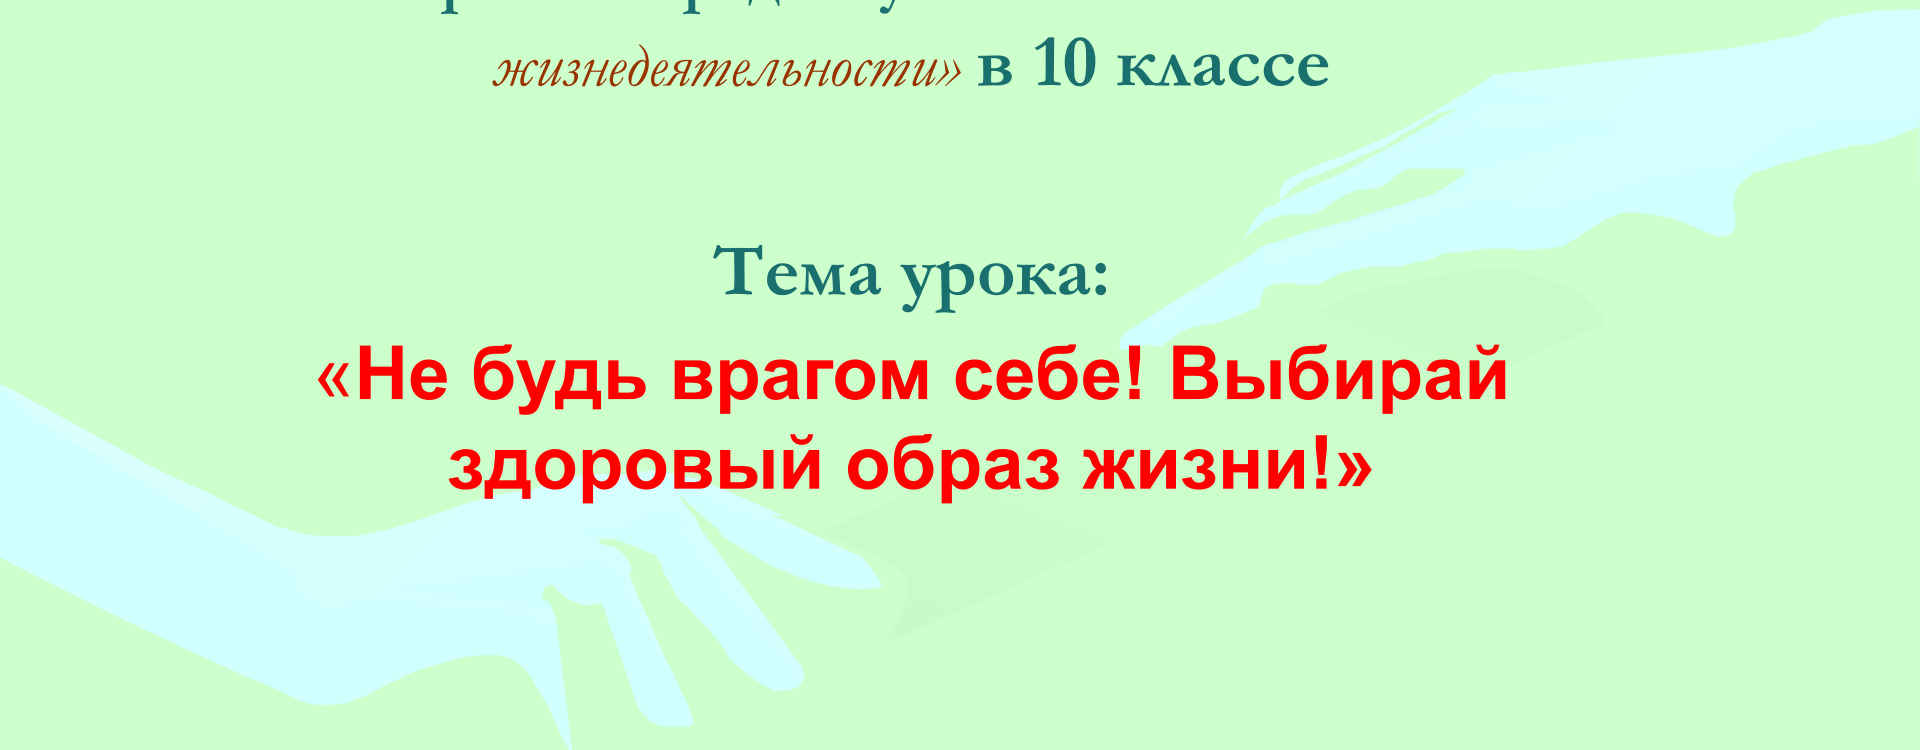 жизнедеятельности» в 10 классе
Тема урока:
«Не будь врагом себе! Выбирай
здоровый образ жизни!»